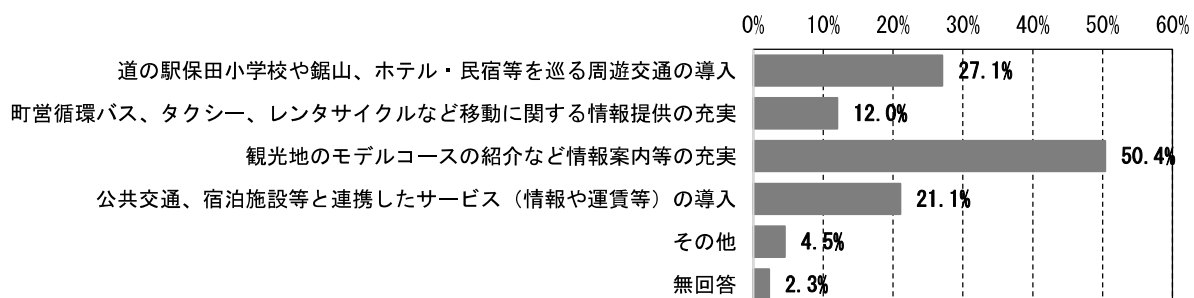 0% 10% 20% 30% 40% 50% 60%
道の駅保田小学校や鋸山、ホテル・民宿等を巡る周遊交通の導入 27.1%
町営循環バス、タクシー、レンタサイクルなど移動に関する情報提供の充実 12.0%
観光地のモデルコースの紹介など情報案内等の充実 50.4%
公共交通、宿泊施設等と連携したサービス（情報や運賃等）の導入 21.1%
その他 4.5%
無回答 2.3%